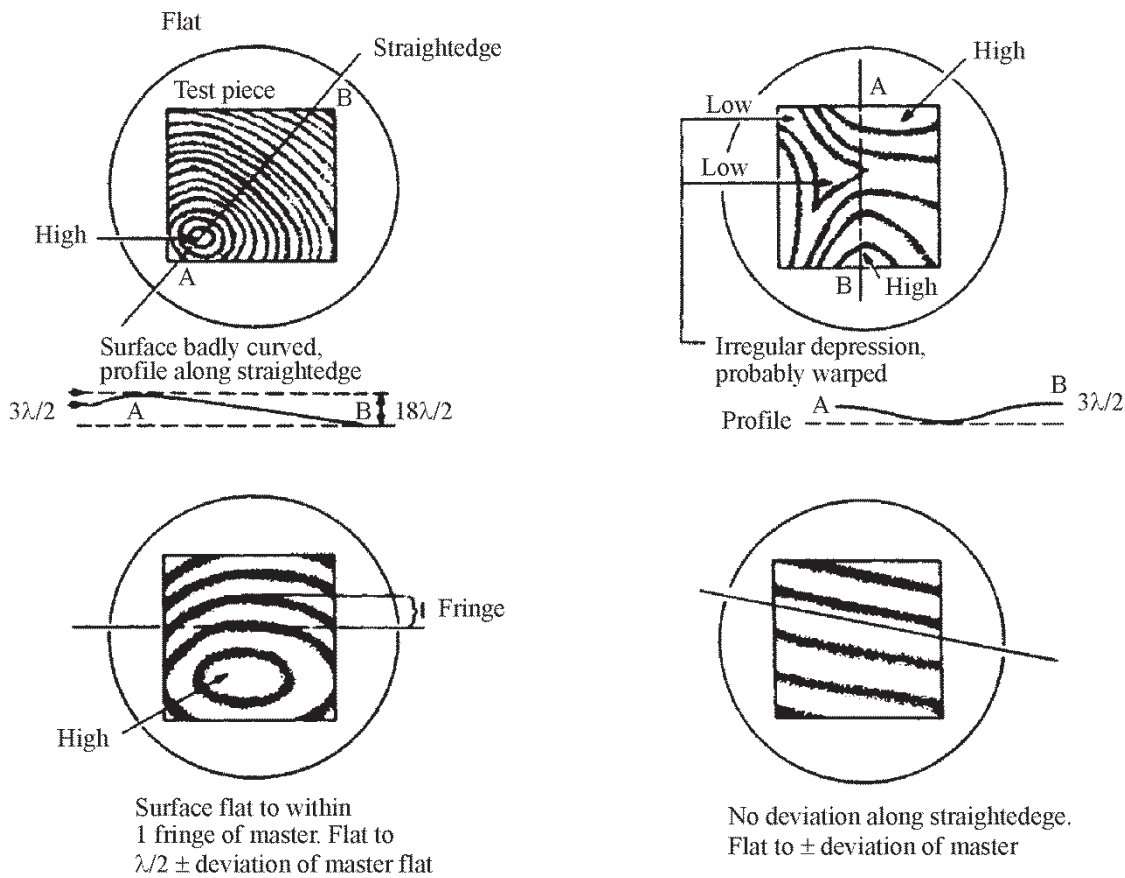 Flat
Straightedge
Test piece
B
High
A
Surface badly curved,
profile along straightedge
3λ/2
A
B
18λ/2
High
A
Low
Low
B
High
Irregular depression,
probably warped
Profile
A
B
3λ/2
1 Fringe
High
Surface flat to within
1 fringe of master. Flat to
λ/2 ± deviation of master flat
No deviation along straightedege.
Flat to ± deviation of master